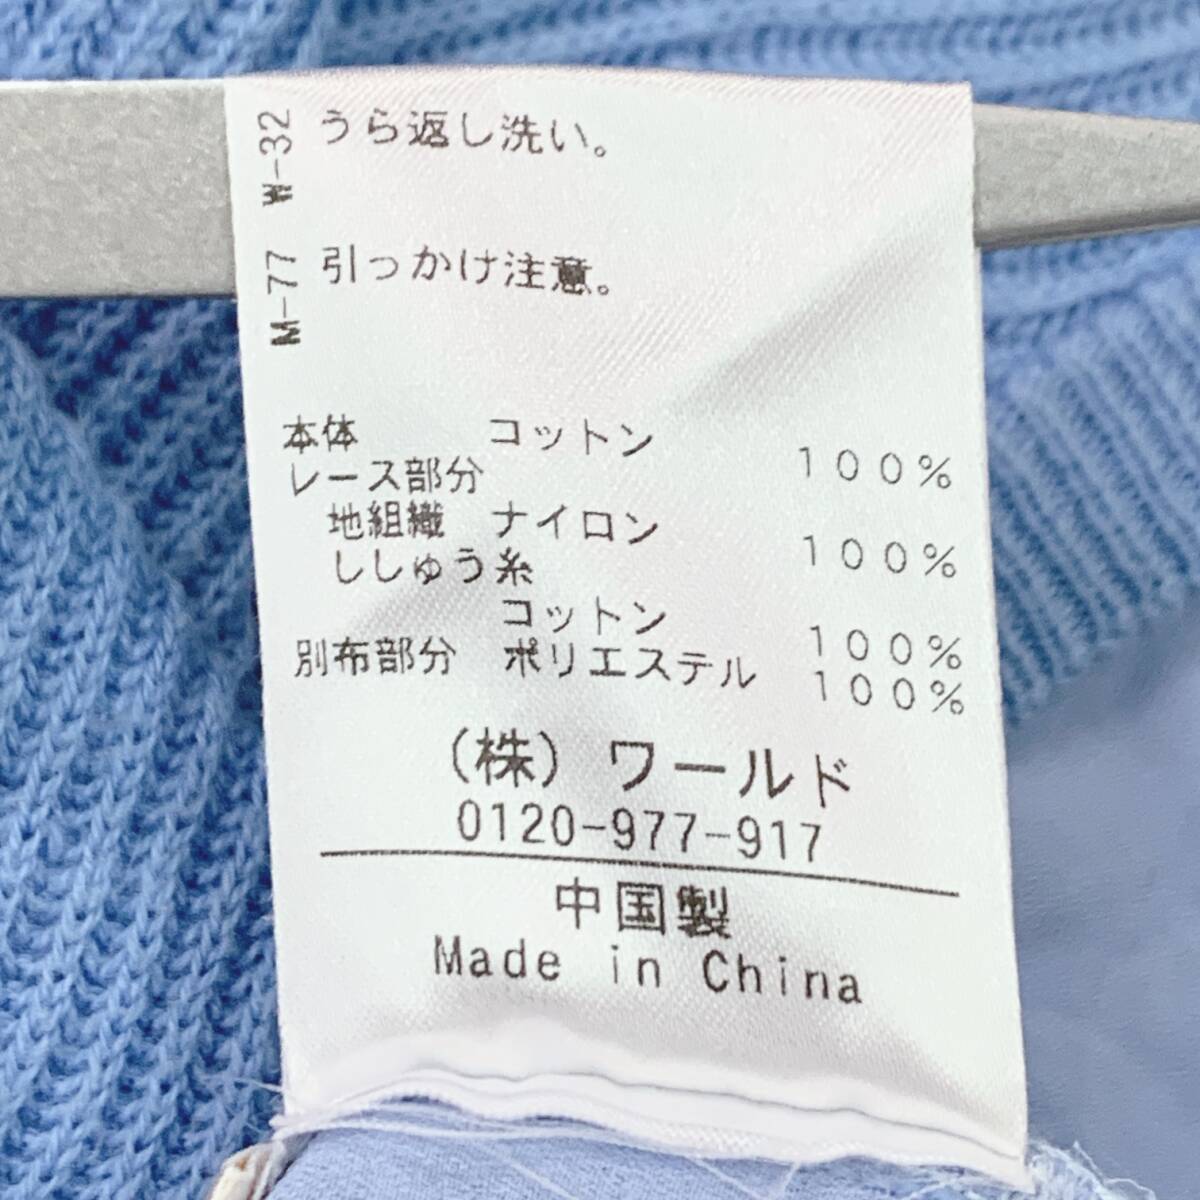 W-32
うら返し洗い。
M-77
引っかけ注意。
本体 コットン 100%
レース部分
地組織 ナイロン 100%
ししゅう糸
コットン 100%
別布部分 ポリエステル 100%
(株) ワールド
0120-977-917
中国製
Made in China